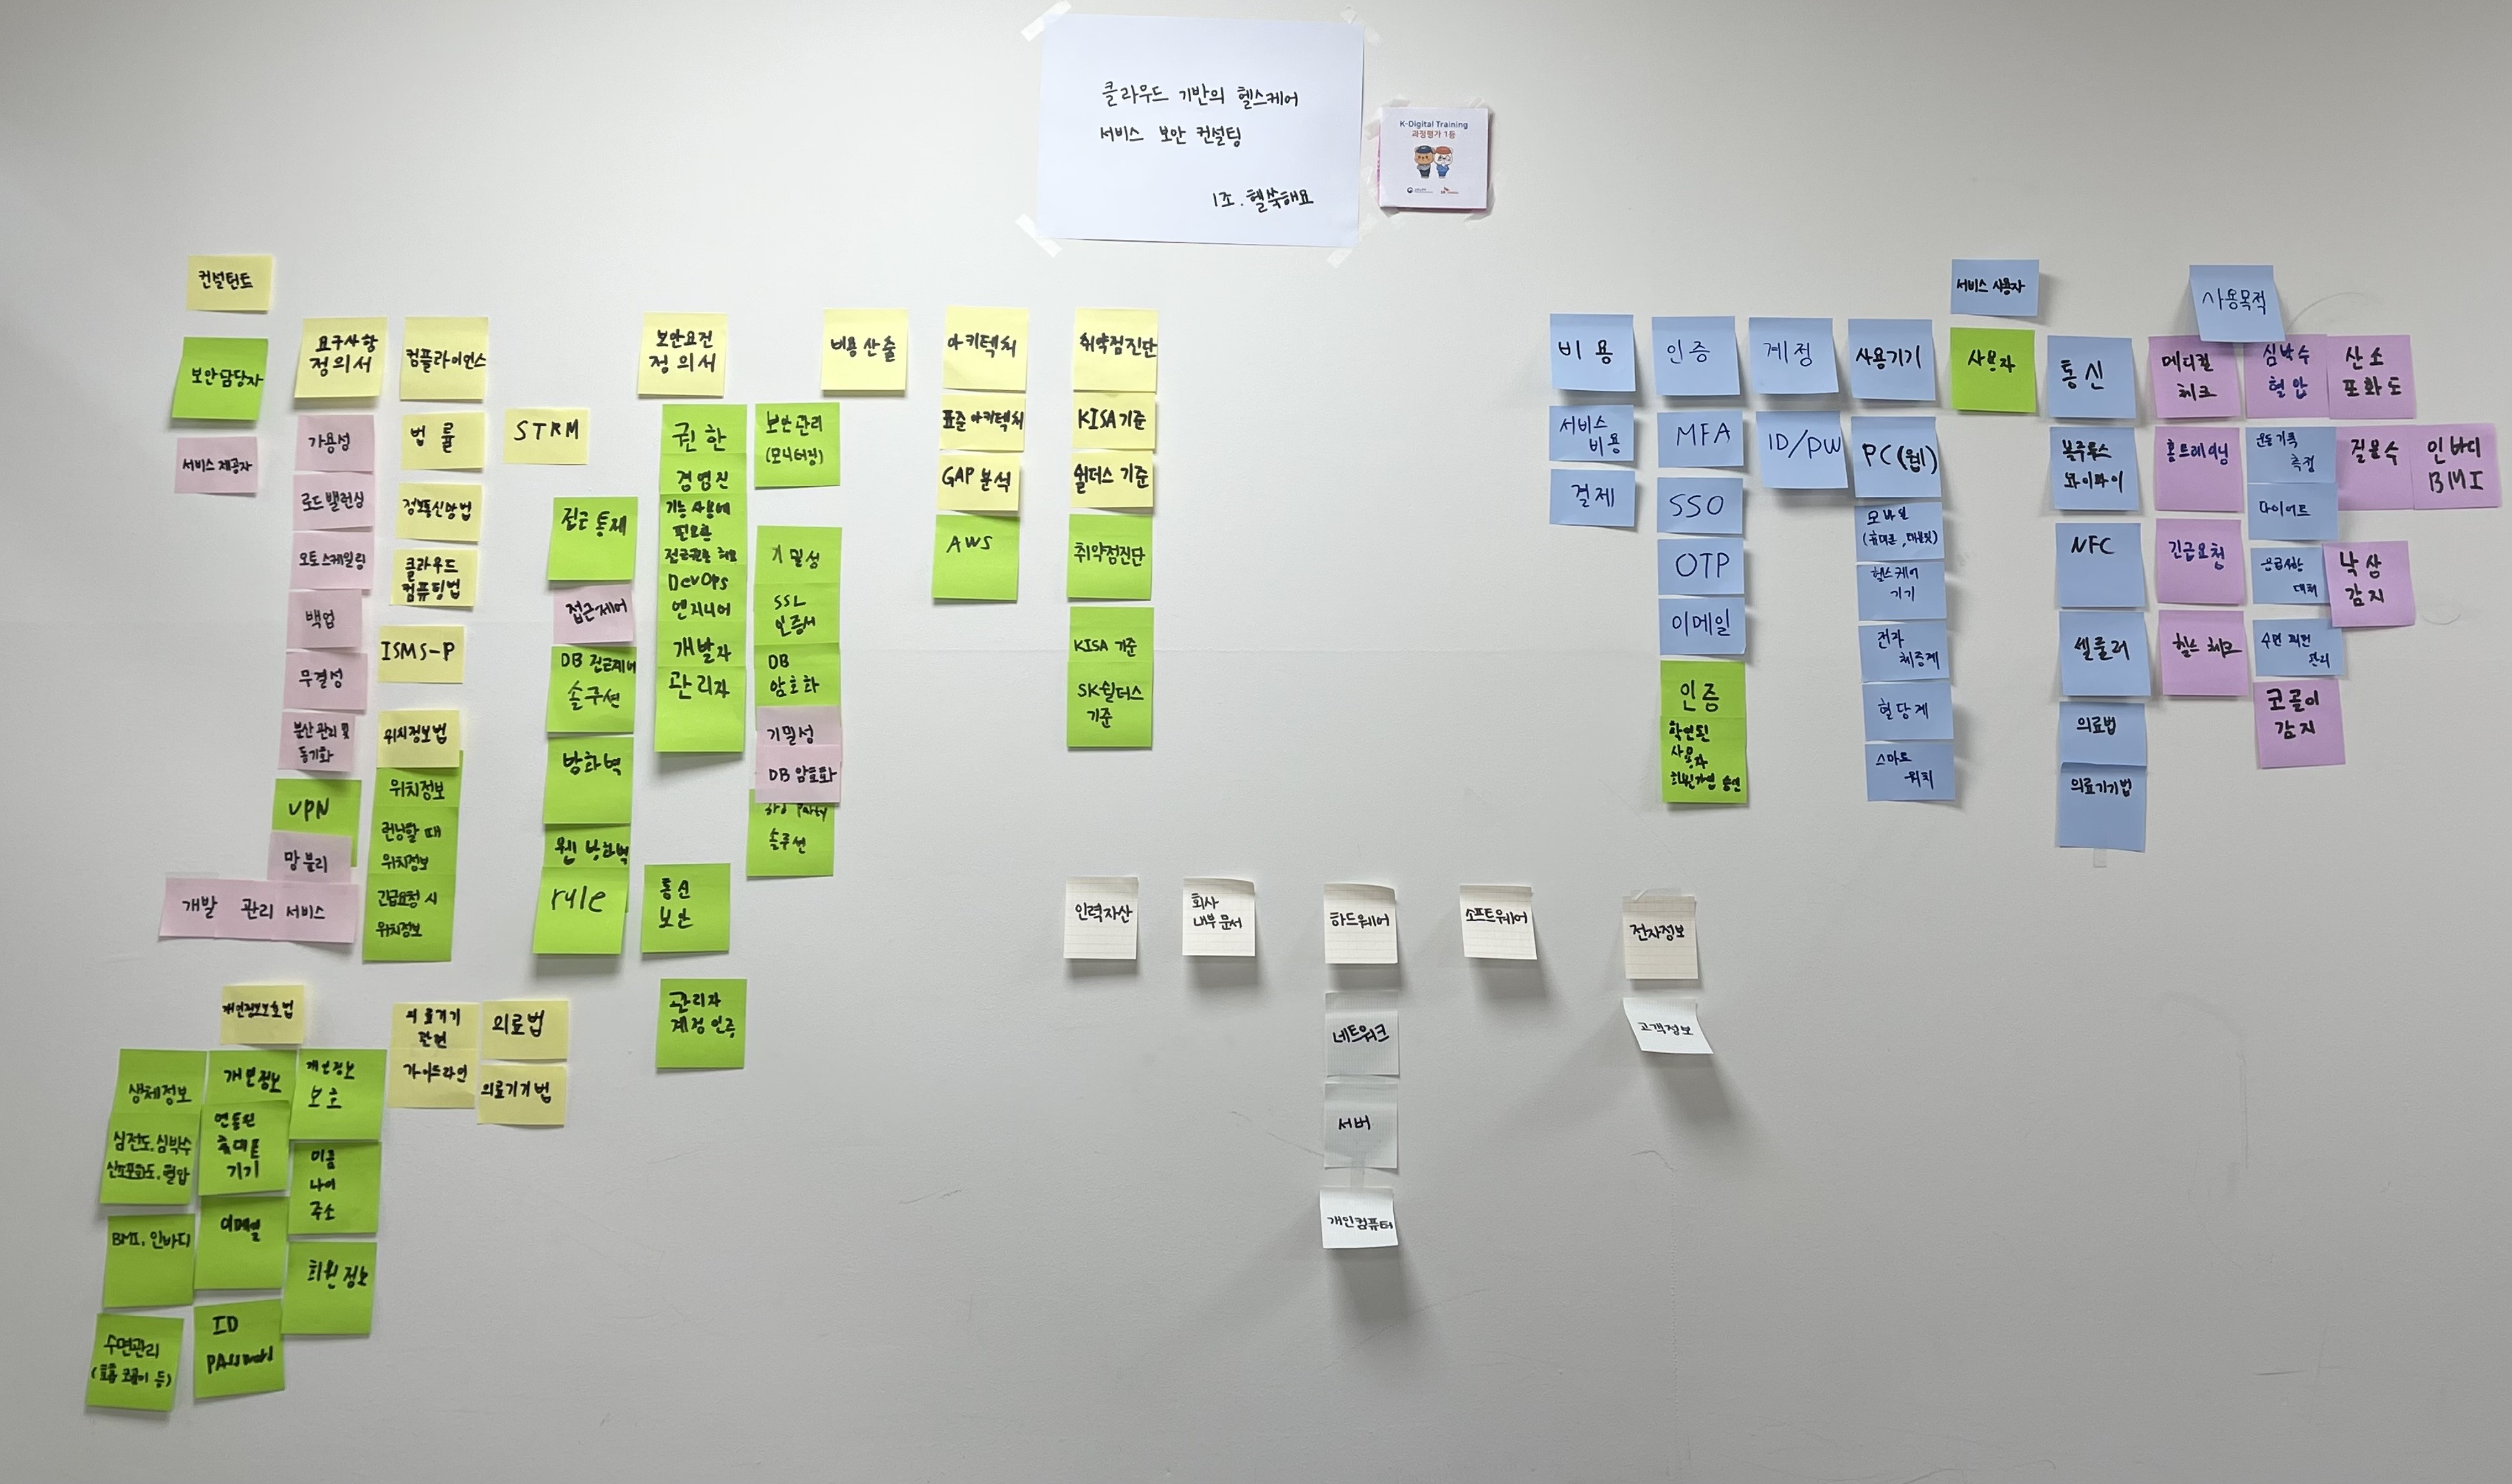 클라우드 기반의 헬스케어
서비스 보안 컨설팅
1조. 헬쑥해요
K-Digital Training
과정평가 1등
컨설턴트
보안담당자
서비스 제공자
요구사항
정의서
가용성
로드밸런싱
오토스케일링
백업
무결성
분산관리 및
동기화
VPN
망분리
개발 관리 서비스
컴플라이언스
법률
정보통신망법
클라우드
컴퓨팅법
ISMS-P
위치정보법
위치정보
런닝할 때
위치정보
긴급요청 시
위치정보
STRM
개인정보보호법
생체정보
심전도, 심박수
산소포화도, 혈압
BMI, 인바디
수면관리
개인정보
연동된
휴대폰
기기
이메일
ID
PAssword
개인정보
보호
이름
나이
주소
회원정보
의료기기
관련
가이드라인
의료법
의료기기법
보안요건
정의서
접근통제
접근제어
DB 접근제어
솔루션
방화벽
웹 방화벽
rule
권한
경영진
기능 사용에
필요한
접근권한
DevOps
엔지니어
개발자
관리자
통신
보안
관리자
계정 인증
보안관리
(모니터링)
기밀성
SSL
인증서
DB
암호화
기밀성
DB 암호화
3rd Party
솔루션
비용산출
아키텍처
표준 아키텍처
GAP 분석
AWS
취약점진단
KISA기준
쉴더스 기준
취약점진단
KISA 기준
SK쉴더스
기준
인력자산
회사
내부 문서
하드웨어
네트워크
서버
개인컴퓨터
소프트웨어
전자정보
고객정보
비용
서비스
비용
결제
인증
MFA
SSO
OTP
이메일
인증
확인된
사용자
회원가입 승인
계정
ID/PW
사용기기
PC(웹)
모바일
(휴대폰, 태블릿)
헬스케어
기기
전자
체중계
혈당계
스마트
워치
서비스 사용자
사용자
통신
블루투스
와이파이
NFC
셀룰러
의료법
의료기기법
사용목적
메디컬
체크
심박수
혈압
산소
포화도
홈트레이닝
운동기록
측정
다이어트
질문수
인바디
BMI
긴급요청
응급상황
대처
낙상
감지
헬스 체크
수면 패턴
관리
코골이
감지